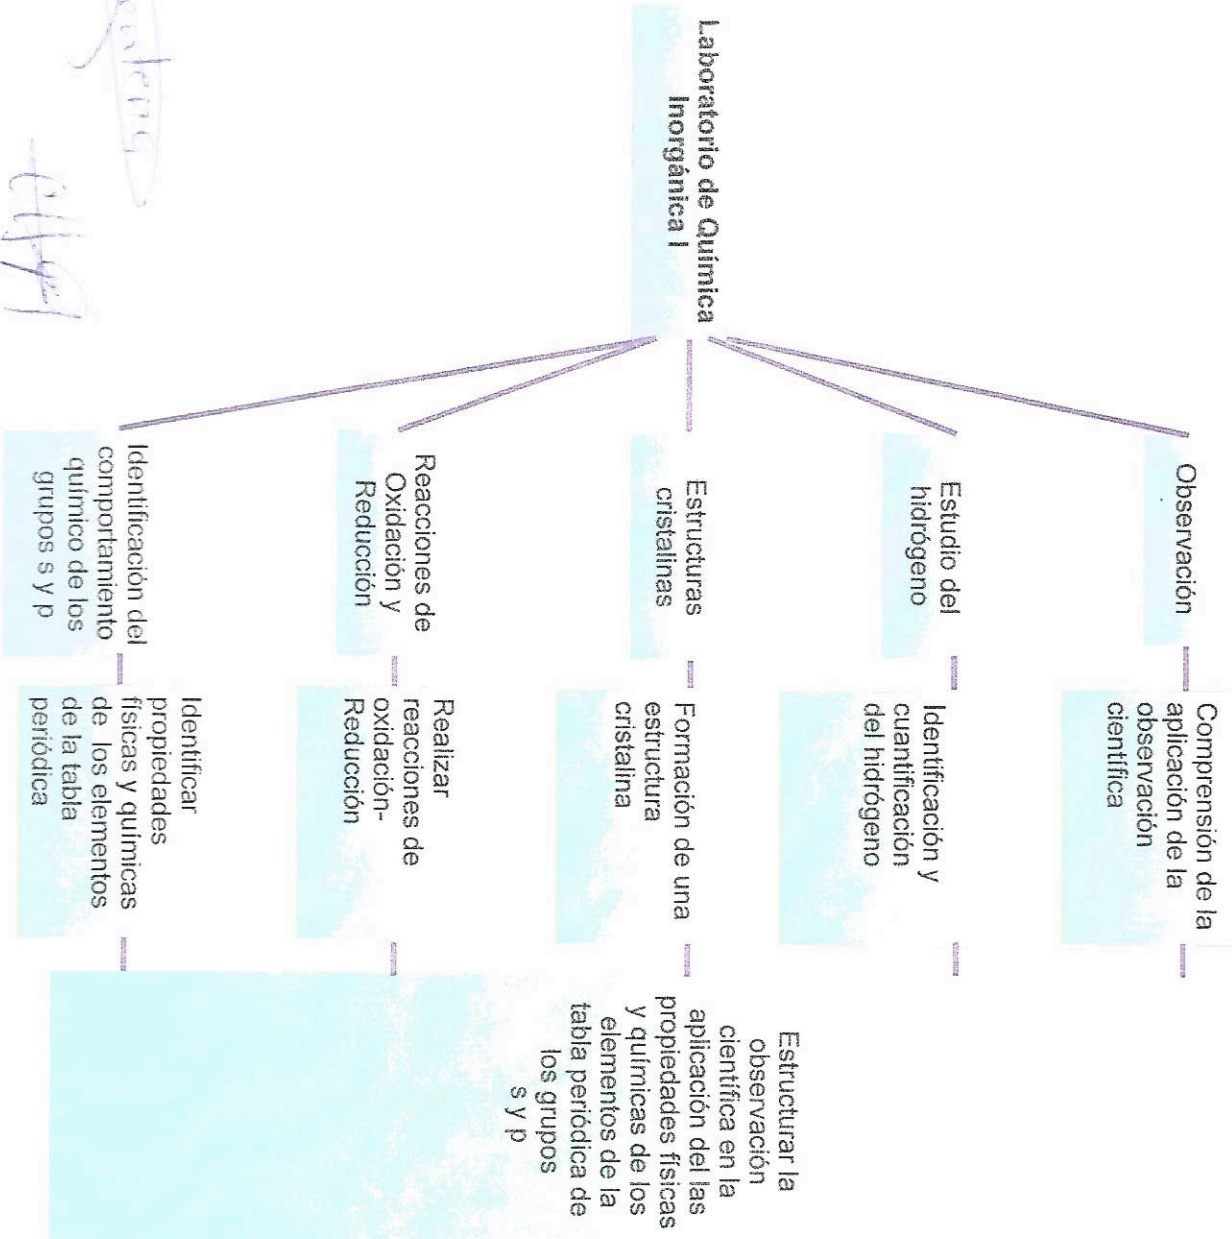 Laboratorio de Química
Inorgánica I
Observación
Comprensión de la
aplicación de la
observación
científica
Estudio del
hidrógeno
Identificación y
cuantificación
del hidrógeno
Estructuras
cristalinas
Formación de una
estructura
cristalina
Reacciones de
Oxidación y
Reducción
Realizar
reacciones de
oxidación-
Reducción
Identificación del
comportamiento
químico de los
grupos s y p
Identificar
propiedades
físicas y químicas
de los elementos
de la tabla
periódica
Estructurar la
observación
científica en la
aplicación del las
propiedades físicas
y químicas de los
elementos de la
tabla periódica de
los grupos
s y p